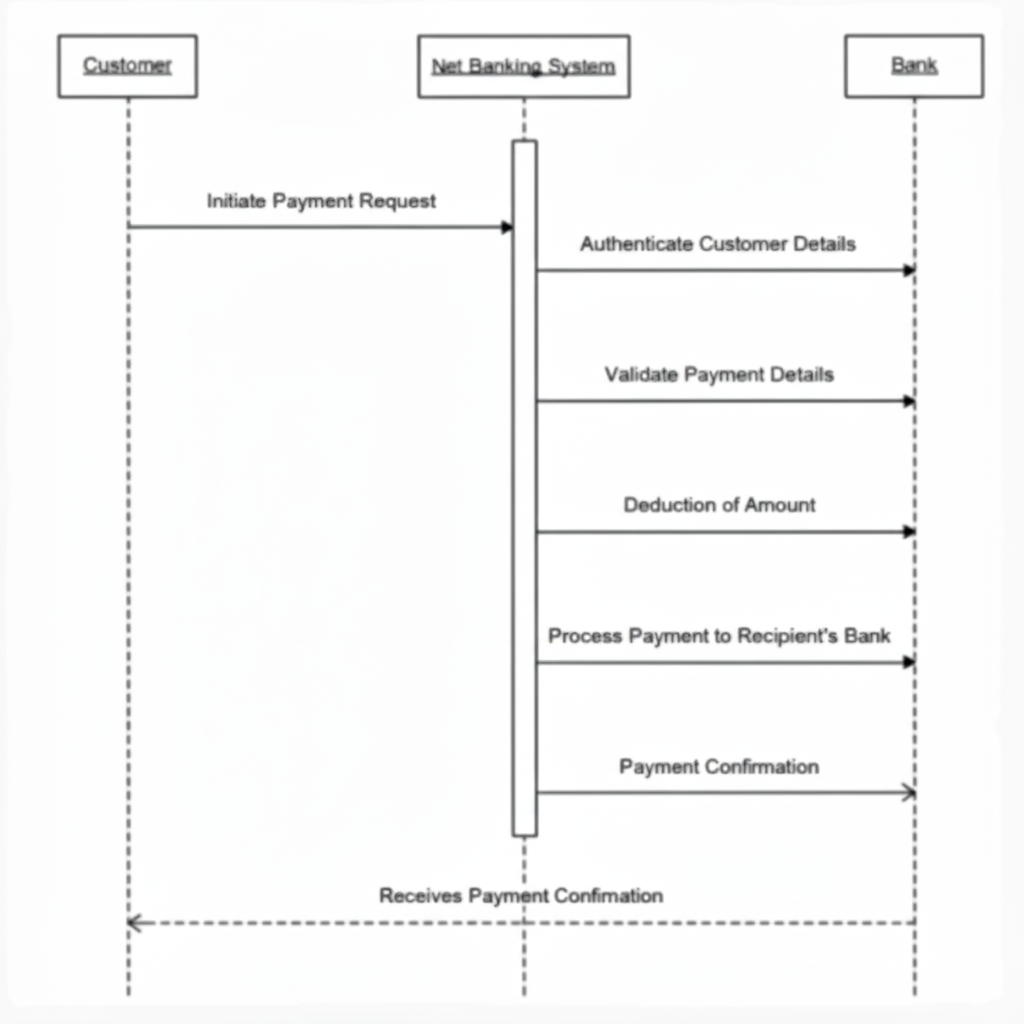 Customer
Net Banking System
Bank
Initiate Payment Request
Authenticate Customer Details
Validate Payment Details
Deduction of Amount
Process Payment to Recipient's Bank
Payment Confirmation
Receives Payment Confimation